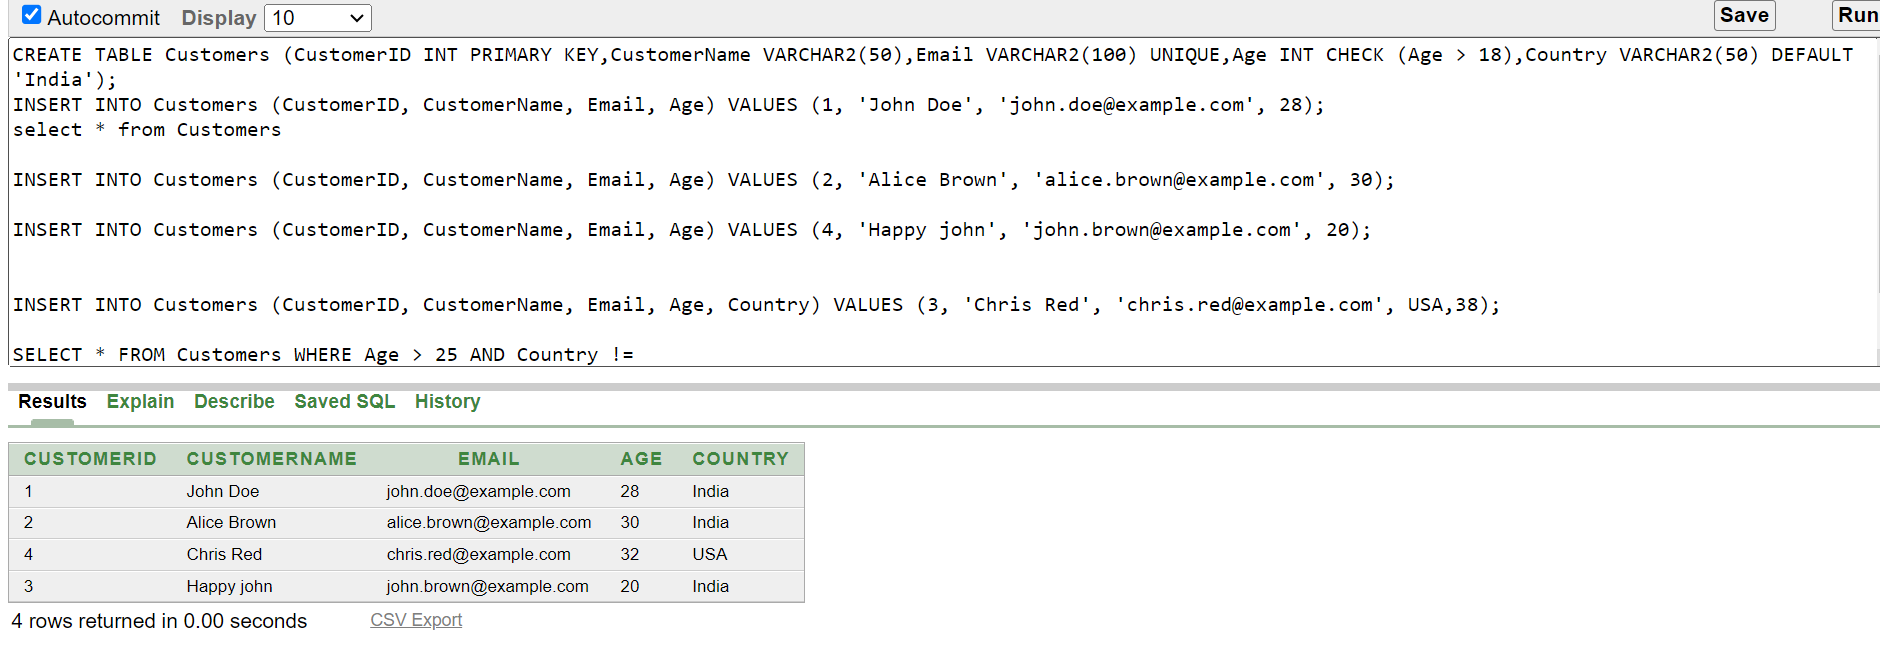 Autocommit Display 10 Save Run
CREATE TABLE Customers (CustomerID INT PRIMARY KEY,CustomerName VARCHAR2(50),Email VARCHAR2(100) UNIQUE,Age INT CHECK (Age > 18),Country VARCHAR2(50) DEFAULT
'India');
INSERT INTO Customers (CustomerID, CustomerName, Email, Age) VALUES (1, 'John Doe', 'john.doe@example.com', 28);
select * from Customers
INSERT INTO Customers (CustomerID, CustomerName, Email, Age) VALUES (2, 'Alice Brown', 'alice.brown@example.com', 30);
INSERT INTO Customers (CustomerID, CustomerName, Email, Age) VALUES (4, 'Happy john', 'john.brown@example.com', 20);
INSERT INTO Customers (CustomerID, CustomerName, Email, Age, Country) VALUES (3, 'Chris Red', 'chris.red@example.com', USA,38);
SELECT * FROM Customers WHERE Age > 25 AND Country !=
Results Explain Describe Saved SQL History
CUSTOMERID CUSTOMERNAME EMAIL AGE COUNTRY
1 John Doe john.doe@example.com 28 India
2 Alice Brown alice.brown@example.com 30 India
4 Chris Red chris.red@example.com 32 USA
3 Happy john john.brown@example.com 20 India
4 rows returned in 0.00 seconds CSV Export